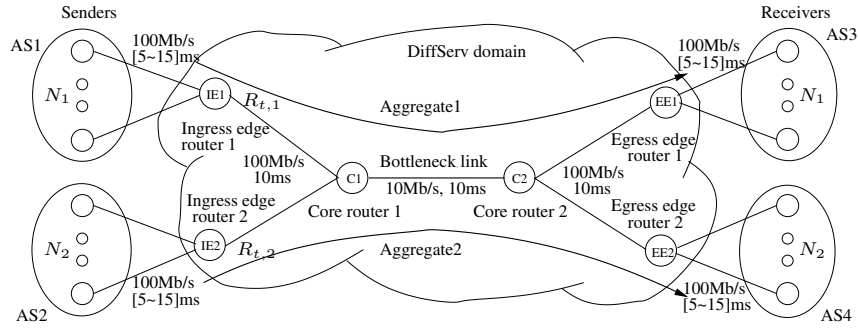 Senders
Receivers
AS1
AS3
100Mb/s
[5~15]ms
DiffServ domain
100Mb/s
[5~15]ms
N1
IE1
Rt,1
Aggregate1
EE1
N1
Ingress edge
router 1
Egress edge
router 1
100Mb/s
10ms
Bottleneck link
100Mb/s
10ms
C1
C2
10Mb/s, 10ms
Ingress edge
router 2
Core router 1
Core router 2
Egress edge
router 2
N2
IE2
Rt,2
Aggregate2
EE2
N2
100Mb/s
[5~15]ms
100Mb/s
[5~15]ms
AS2
AS4